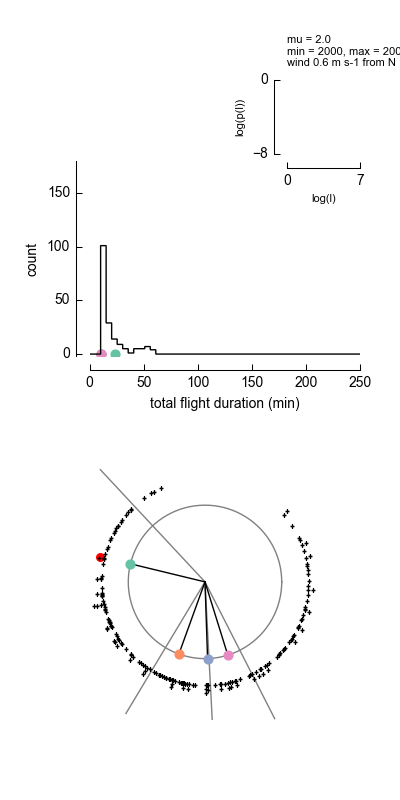 mu = 2.0
min = 2000, max = 200
wind 0.6 m s-1 from N
0
log(p(l))
−8
0
7
log(l)
150
100
50
0
count
0
50
100
150
200
250
total flight duration (min)